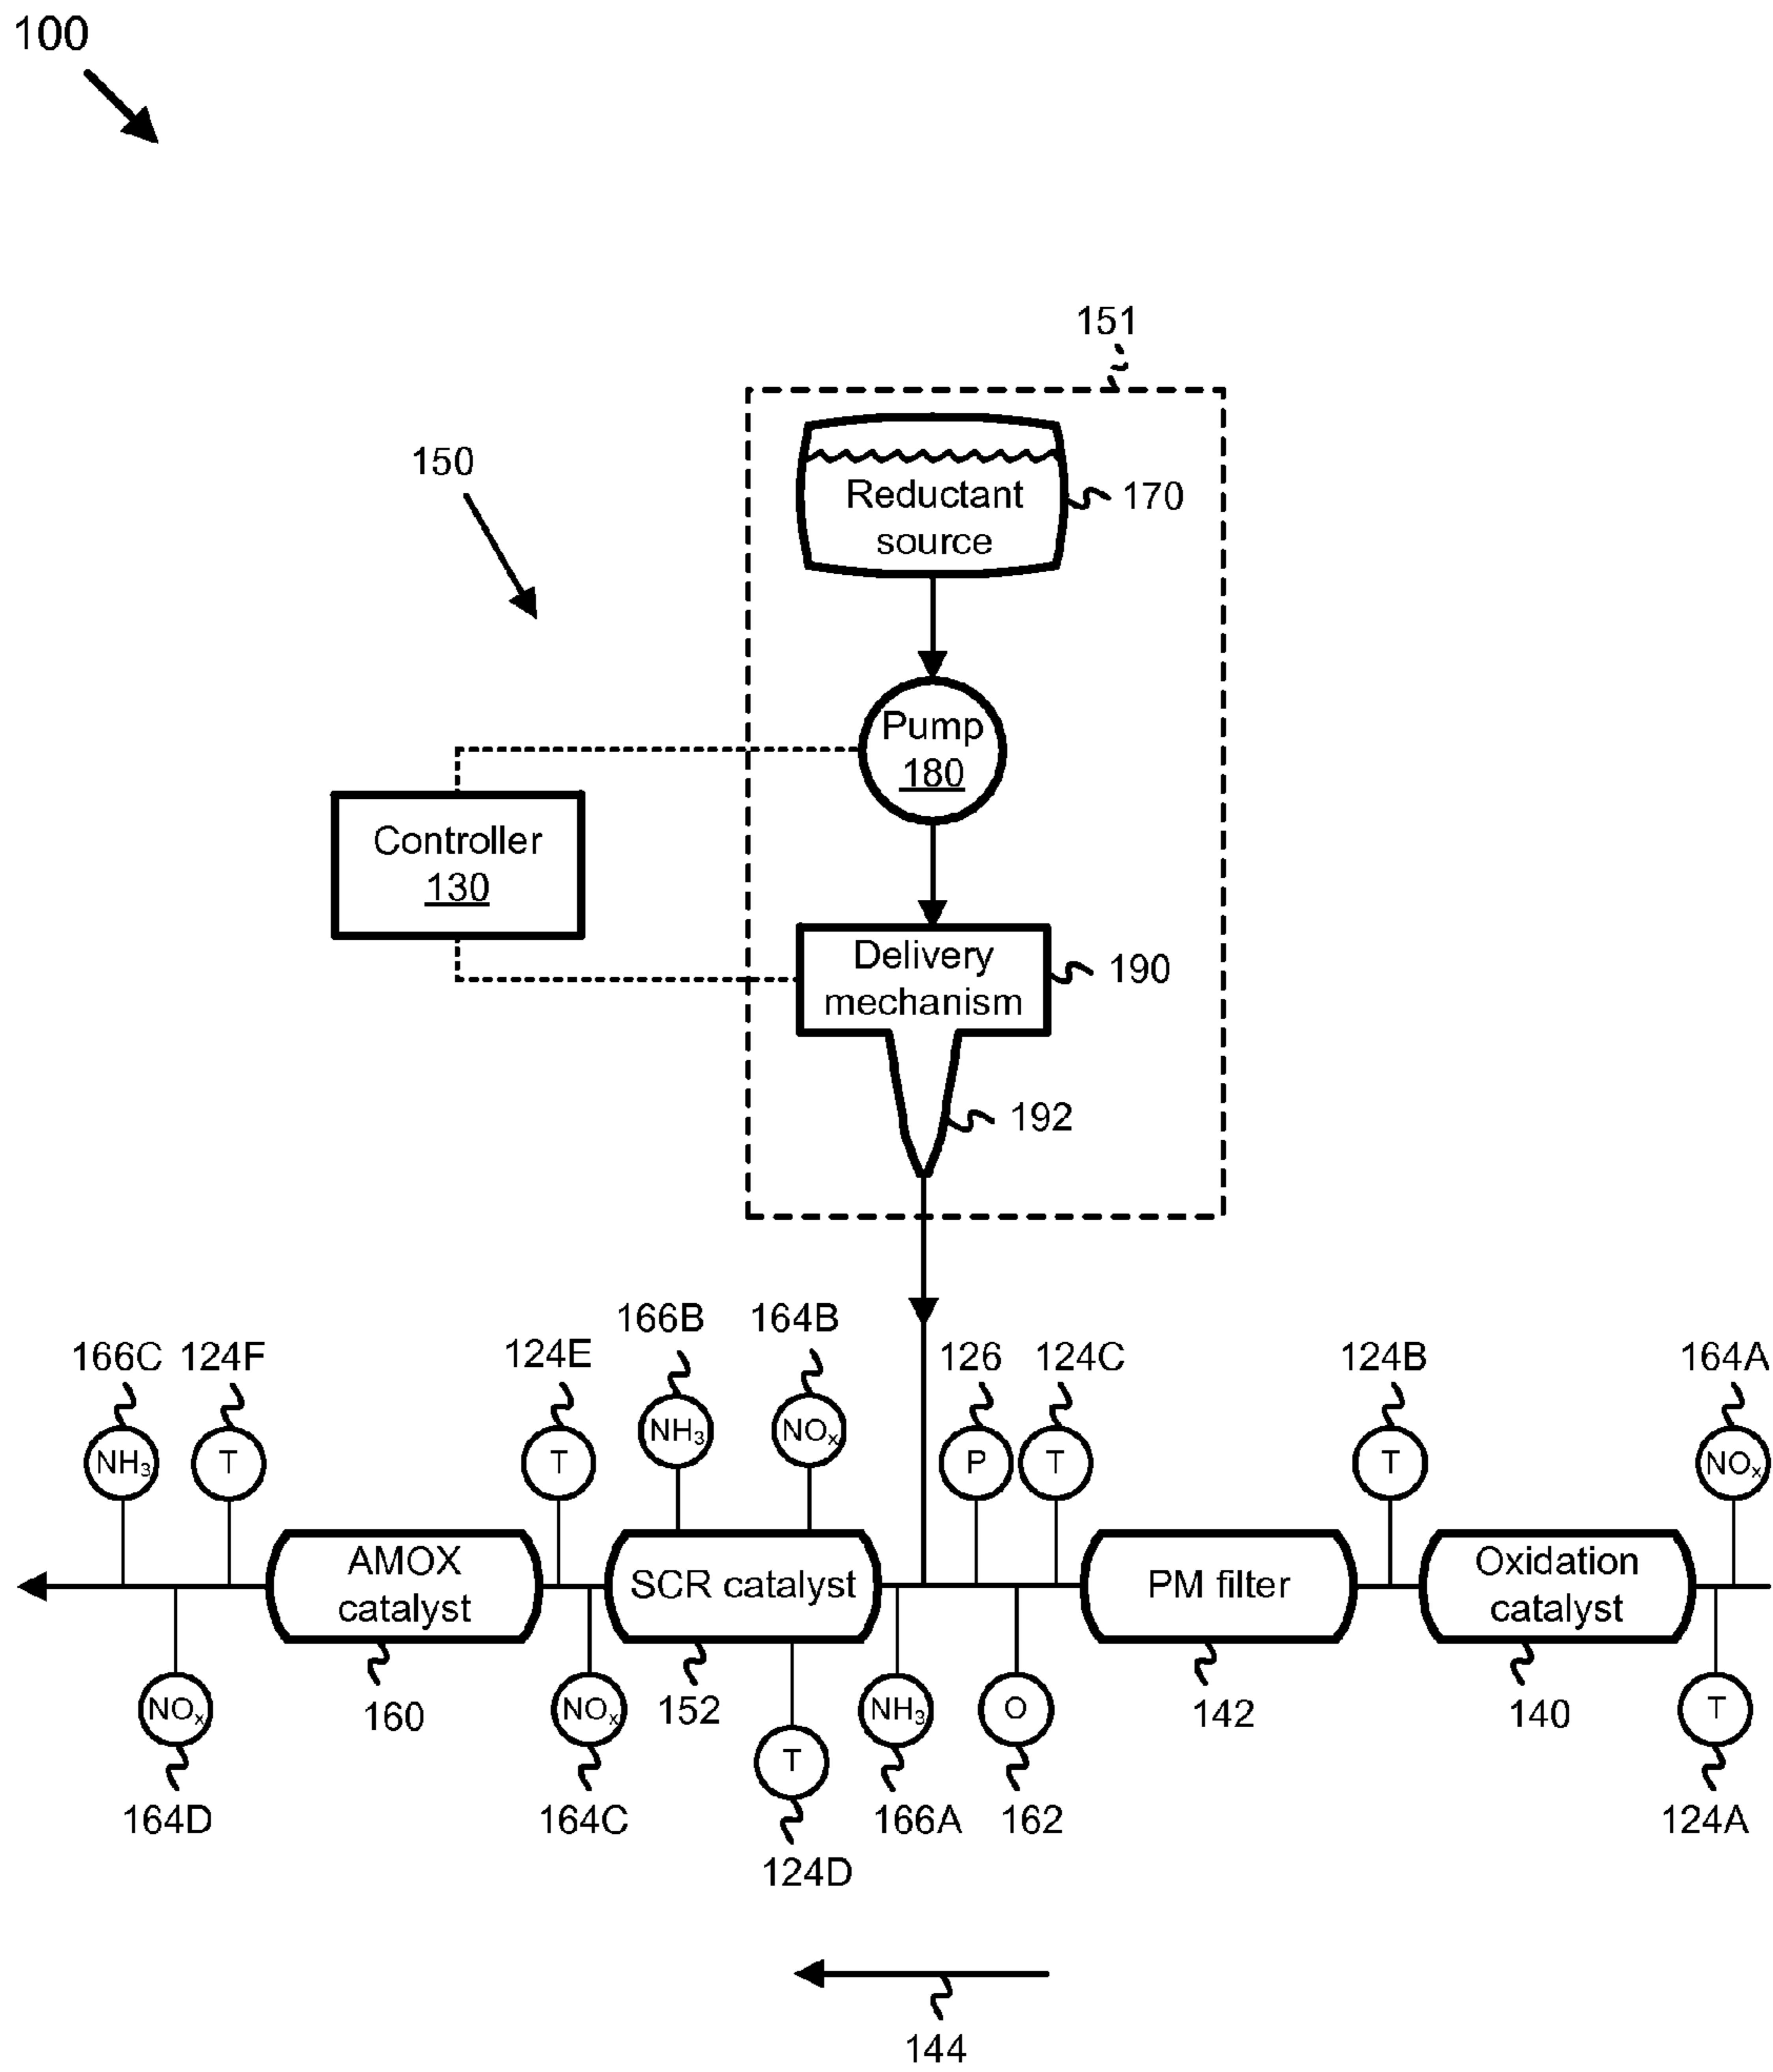 100
151
150
Reductant
source
170
Pump
180
Controller
130
Delivery
mechanism
190
192
166B 164B
166C 124F 124E 126 124C 124B 164A
NH₃ NOₓ
NH₃ T T P T T NOₓ
AMOX
catalyst
SCR catalyst
PM filter
Oxidation
catalyst
NOₓ 160 NOₓ 152 NH₃ O 142 140 T
T
164D 164C 166A 162 124A
124D
144